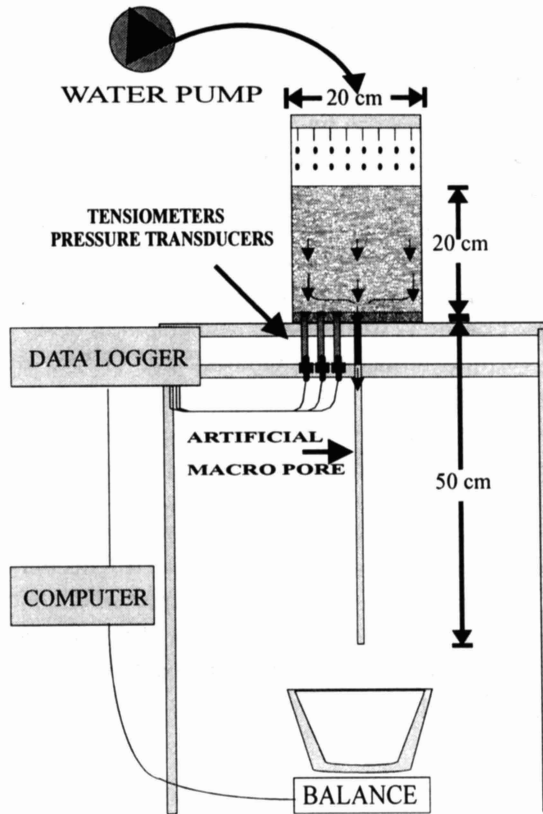 WATER PUMP
20 cm
TENSIOMETERS
PRESSURE TRANSDUCERS
20 cm
DATA LOGGER
ARTIFICIAL
MACRO PORE
50 cm
COMPUTER
BALANCE